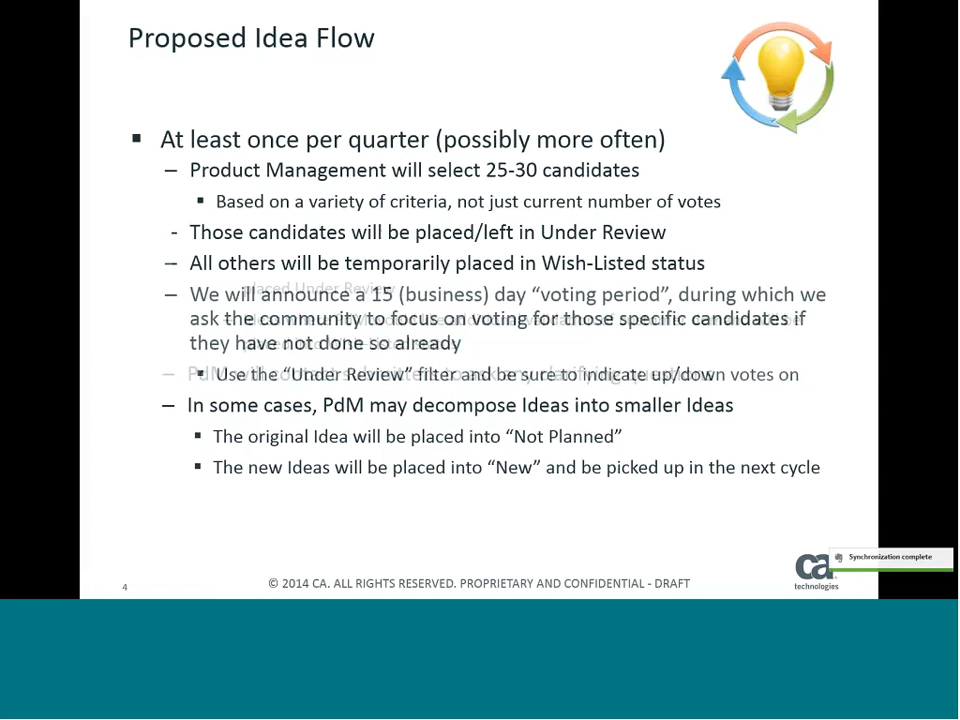 Proposed Idea Flow
▪ At least once per quarter (possibly more often)
– Product Management will select 25-30 candidates
▪ Based on a variety of criteria, not just current number of votes
- Those candidates will be placed/left in Under Review
– All others will be temporarily placed in Wish-Listed status
placed Under Review
– We will announce a 15 (business) day “voting period”, during which we
ask the community to focus on voting for those specific candidates if
they have not done so already
– PdM will
▪ Use the “Under Review” filter and be sure to indicate up/down votes on
– In some cases, PdM may decompose Ideas into smaller Ideas
▪ The original Idea will be placed into “Not Planned”
▪ The new Ideas will be placed into “New” and be picked up in the next cycle
Synchronization complete
ca
technologies
4
© 2014 CA. ALL RIGHTS RESERVED. PROPRIETARY AND CONFIDENTIAL - DRAFT